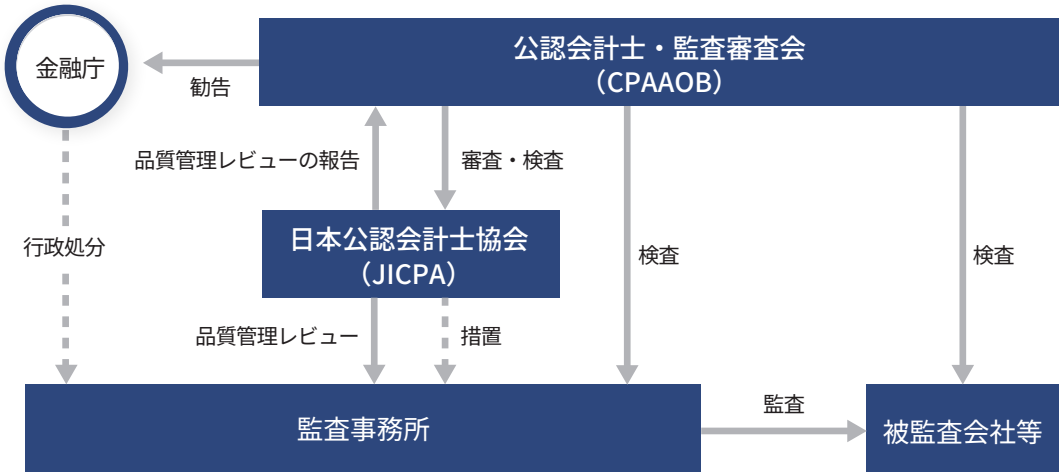 金融庁
公認会計士・監査審査会
（CPAAOB）
勧告
品質管理レビューの報告
審査・検査
行政処分
日本公認会計士協会
（JICPA）
検査
検査
品質管理レビュー
措置
監査事務所
監査
被監査会社等